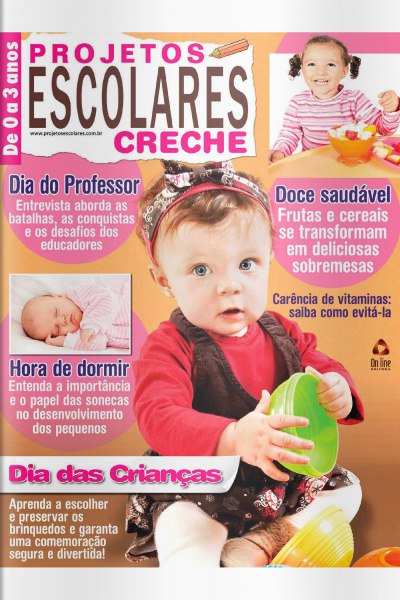 De 0 a 3 anos
PROJETOS
ESCOLARES
www.projetosescolares.com.br
CRECHE
Dia do Professor
Entrevista aborda as
batalhas, as conquistas
e os desafios dos
educadores
Doce saudável
Frutas e cereais
se transformam
em deliciosas
sobremesas
Carência de vitaminas:
saiba como evitá-la
On line
EDITORA
Hora de dormir
Entenda a importância
e o papel das sonecas
no desenvolvimento
dos pequenos
Dia das Crianças
Aprenda a escolher
e preservar os
brinquedos e garanta
uma comemoração
segura e divertida!